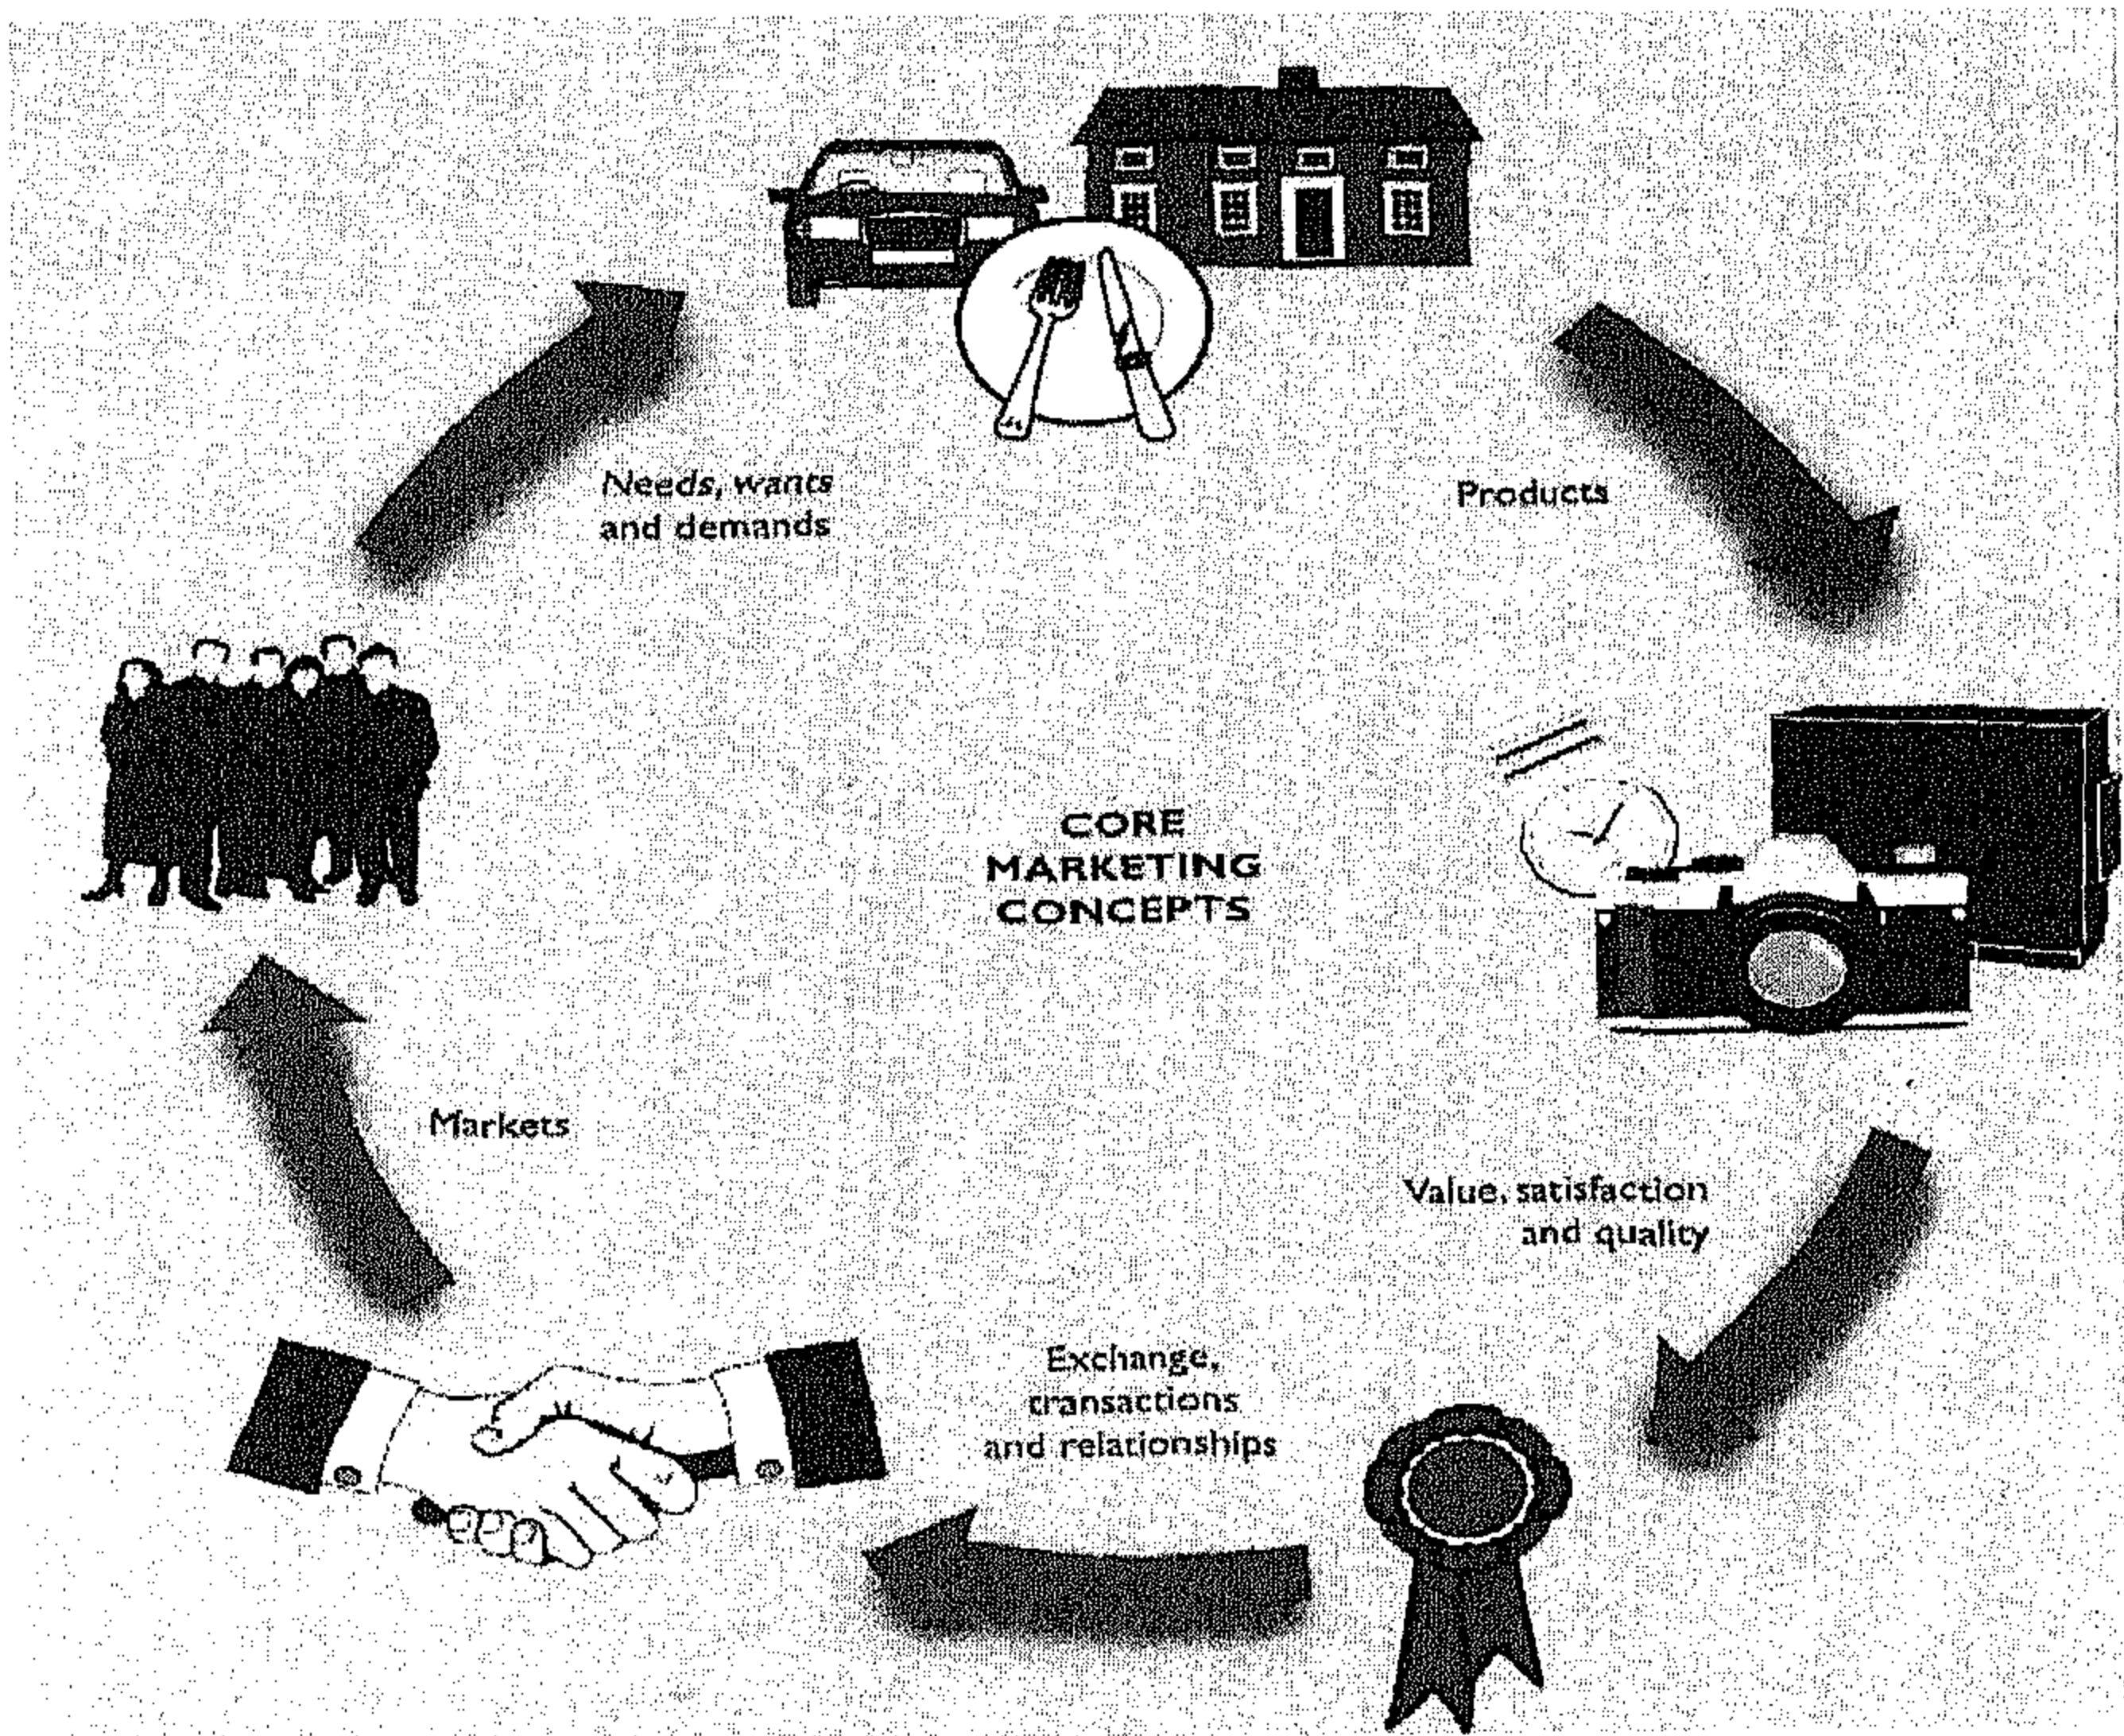 Needs, wants
and demands
Products
CORE
MARKETING
CONCEPTS
Markets
Value, satisfaction
and quality
Exchange,
transactions
and relationships